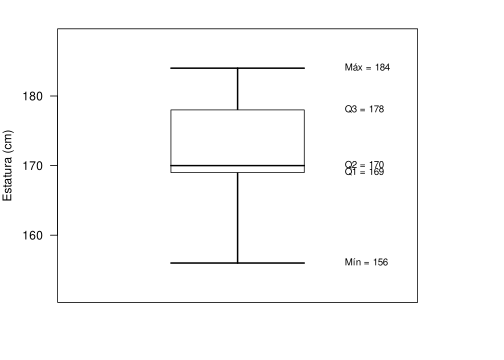 Máx = 184
Q3 = 178
Q2 = 170
Q1 = 169
Mín = 156
180
170
160
Estatura (cm)